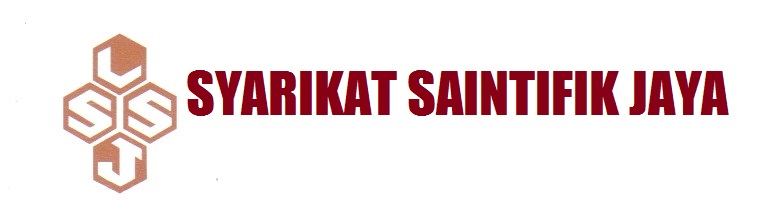 L
S S
J
SYARIKAT SAINTIFIK JAYA